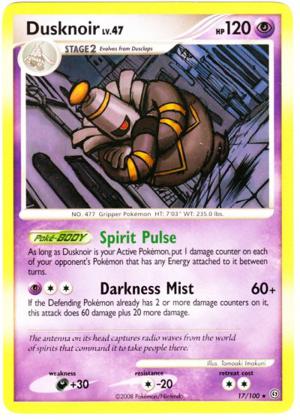 Dusknoir LV.47
HP 120
STAGE 2 Evolves from Dusclops
NO. 477 Gripper Pokémon HT: 7'03" WT: 235.0 lbs.
Poké-BODY Spirit Pulse
As long as Dusknoir is your Active Pokémon, put 1 damage counter on each
of your opponent's Pokémon that has any Energy attached to it between
turns.
Darkness Mist 60+
If the Defending Pokémon already has 2 or more damage counters on it,
this attack does 60 damage plus 20 more damage.
The antenna on its head captures radio waves from the world
of spirits that command it to take people there.
Illus. Tomoaki Imakuni
weakness resistance retreat cost
+30 -20
©2008 Pokémon/Nintendo 17/100 ★